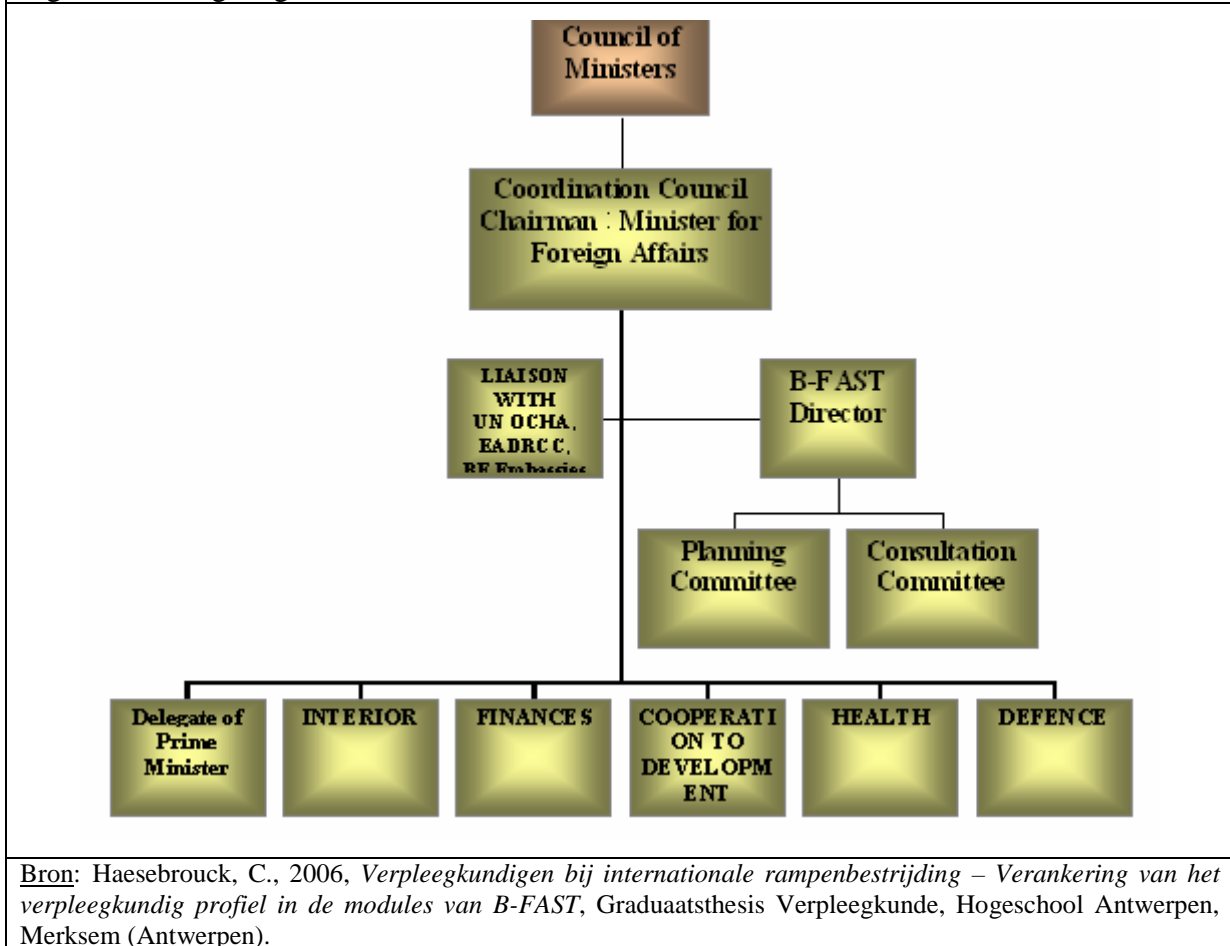 Council of
Ministers
Coordination Council
Chairman : Minister for
Foreign Affairs
LIAISON
WITH
UN OCHA,
EADRCC,
B-FAST
Director
Planning
Committee
Consultation
Committee
Delegate of
Prime
Minister
INTERIOR
FINANCES
COOPERATI
ON TO
DEVELOPM
ENT
HEALTH
DEFENCE
Bron: Haesebrouck, C., 2006, Verpleegkundigen bij internationale rampenbestrijding – Verankering van het
verpleegkundig profiel in de modules van B-FAST, Graduaatsthesis Verpleegkunde, Hogeschool Antwerpen,
Merksem (Antwerpen).